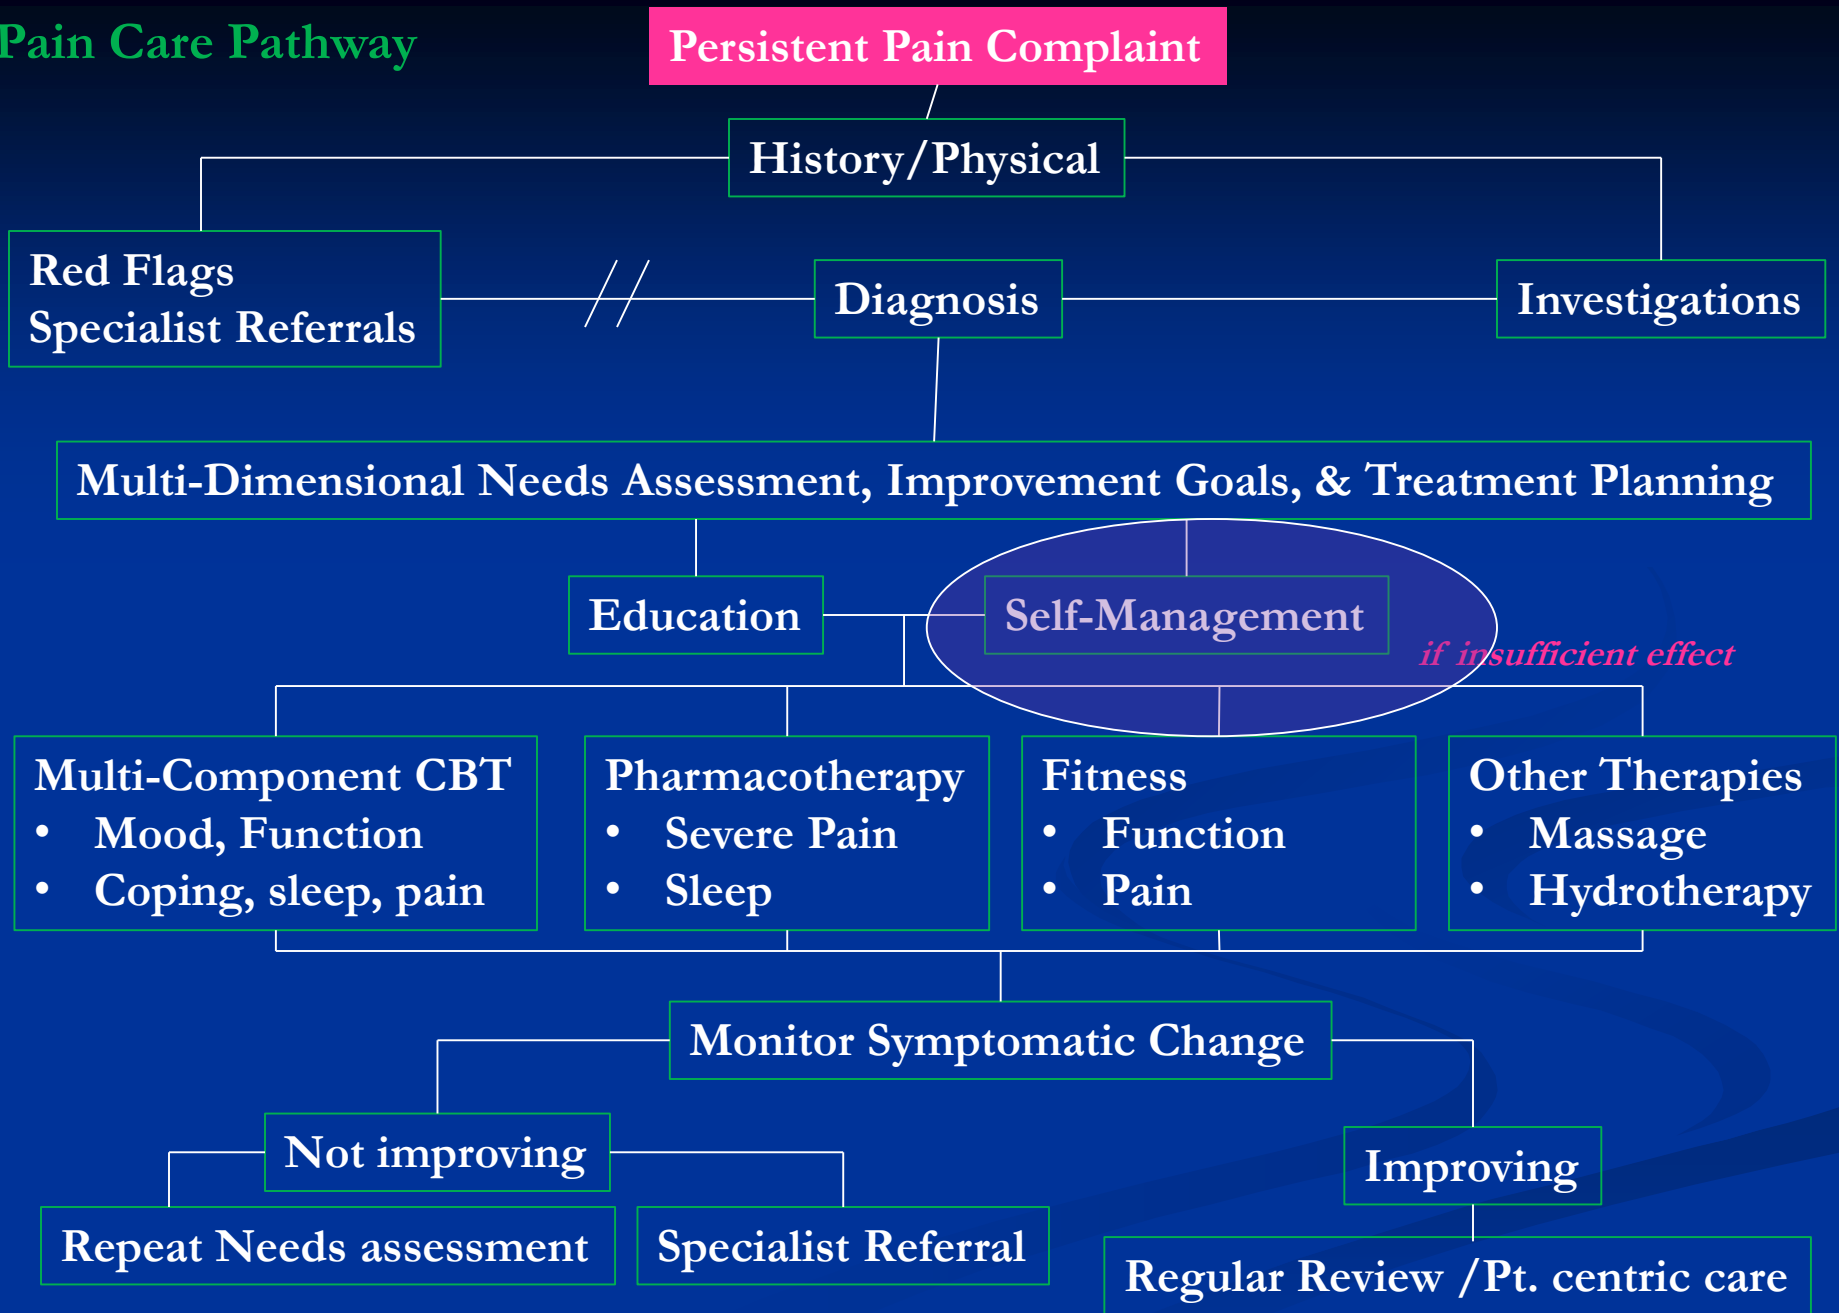 Pain Care Pathway
Persistent Pain Complaint
History/Physical
Red Flags
Specialist Referrals
Diagnosis
Investigations
Multi-Dimensional Needs Assessment, Improvement Goals, & Treatment Planning
Education
Self-Management
if insufficient effect
Multi-Component CBT
• Mood, Function
• Coping, sleep, pain
Pharmacotherapy
• Severe Pain
• Sleep
Fitness
• Function
• Pain
Other Therapies
• Massage
• Hydrotherapy
Monitor Symptomatic Change
Not improving
Improving
Repeat Needs assessment
Specialist Referral
Regular Review /Pt. centric care